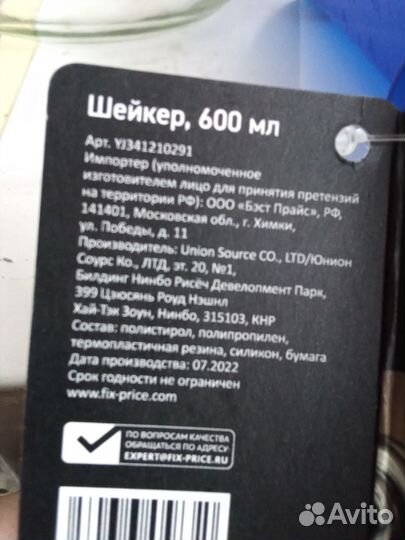 Шейкер, 600 мл
Арт. YJ341210291
Импортер (уполномоченное
изготовителем лицо для принятия претензий
на территории РФ): ООО «Бэст Прайс», РФ,
141401, Московская обл., г. Химки,
ул. Победы, д. 11
Производитель: Union Source CO., LTD/Юнион
Соурс Ко., ЛТД, эт. 20, №1,
Билдинг Нинбо Рисёч Девелопмент Парк,
399 Цзюсянь Роуд Нэшнл
Хай-Тэк Зоун, Нинбо, 315103, КНР
Состав: полистирол, полипропилен,
термопластичная резина, силикон, бумага
Дата производства: 07.2022
Срок годности не ограничен
www.fix-price.com
ПО ВОПРОСАМ КАЧЕСТВА
ОБРАЩАТЬСЯ ПО АДРЕСУ:
EXPERT@FIX-PRICE.RU
Avito